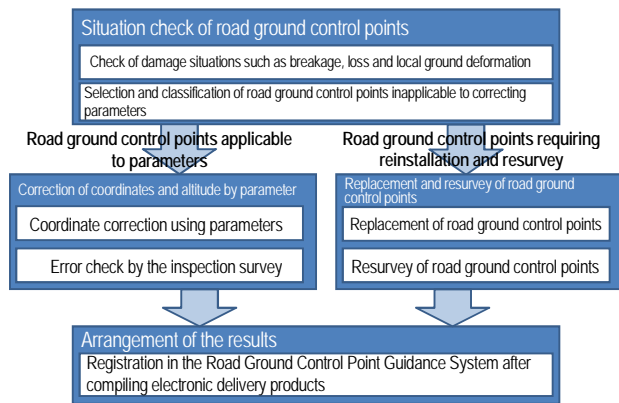 Situation check of road ground control points
Check of damage situations such as breakage, loss and local ground deformation
Selection and classification of road ground control points inapplicable to correcting
parameters
Road ground control points applicable
to parameters
Road ground control points requiring
reinstallation and resurvey
Correction of coordinates and altitude by parameter
Coordinate correction using parameters
Error check by the inspection survey
Replacement and resurvey of road ground
control points
Replacement of road ground control points
Resurvey of road ground control points
Arrangement of the results
Registration in the Road Ground Control Point Guidance System after
compiling electronic delivery products